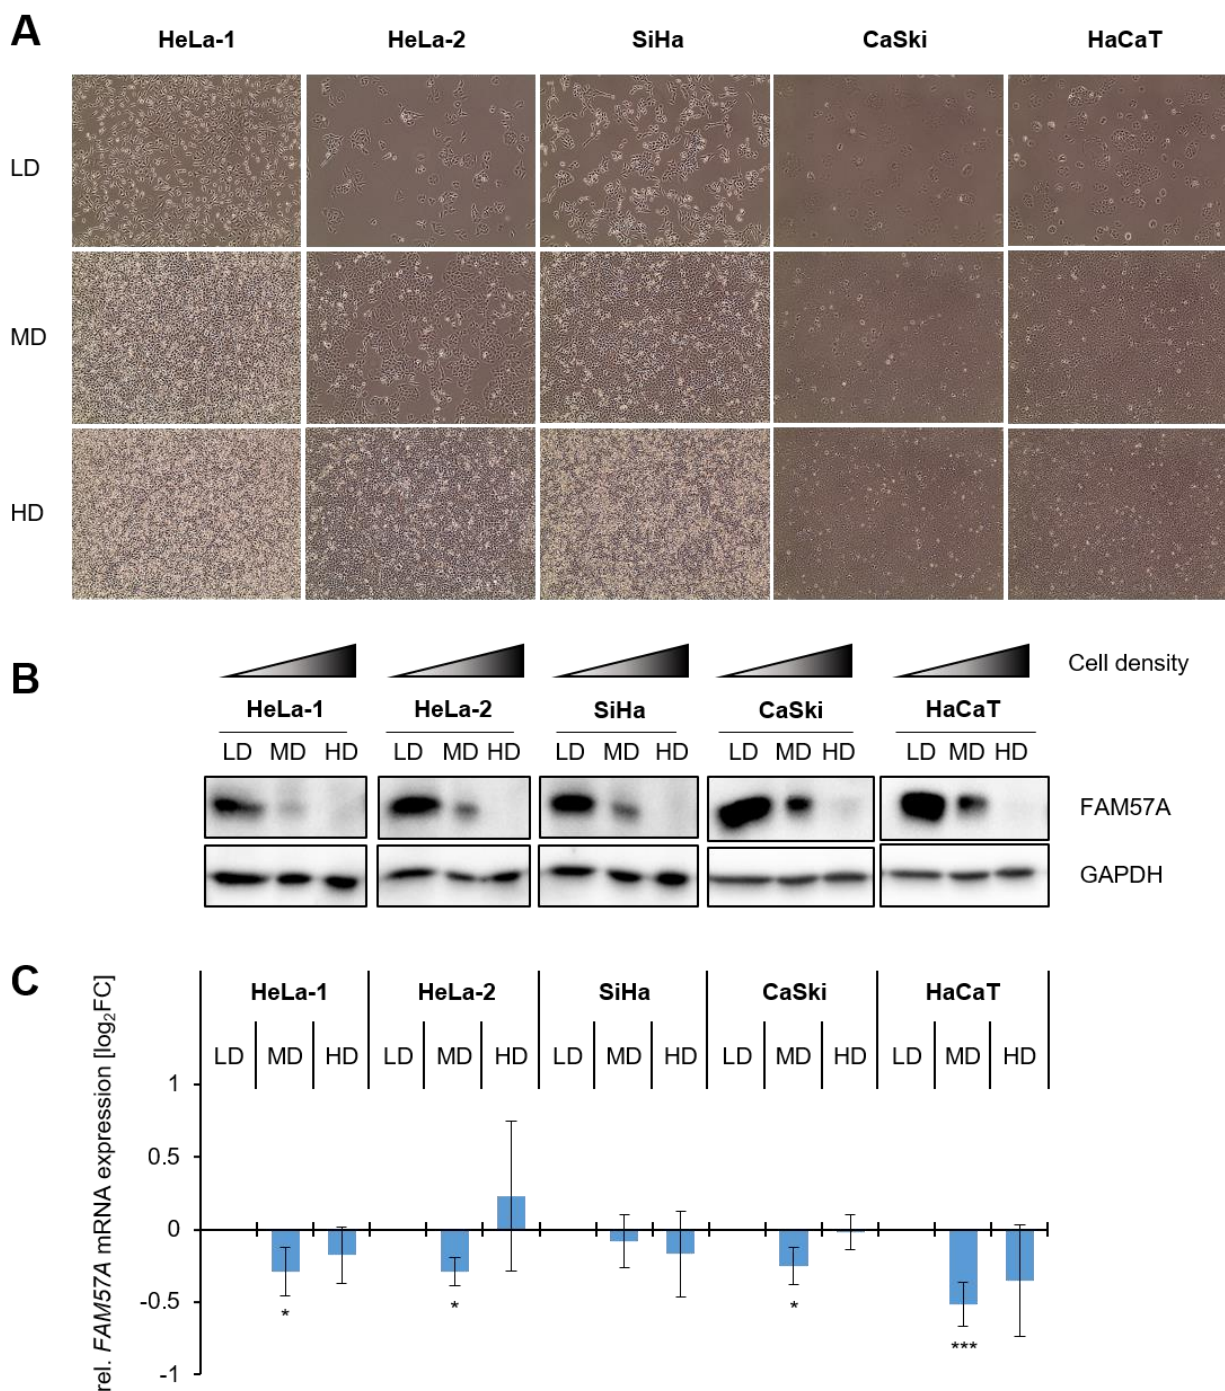 A
HeLa-1 HeLa-2 SiHa CaSki HaCaT
LD
MD
HD
B
Cell density
HeLa-1 HeLa-2 SiHa CaSki HaCaT
LD MD HD LD MD HD LD MD HD LD MD HD LD MD HD
FAM57A
GAPDH
C
rel. FAM57A mRNA expression [log₂FC]
HeLa-1 HeLa-2 SiHa CaSki HaCaT
LD MD HD LD MD HD LD MD HD LD MD HD LD MD HD
1
0.5
0
-0.5
* * *
***
-1